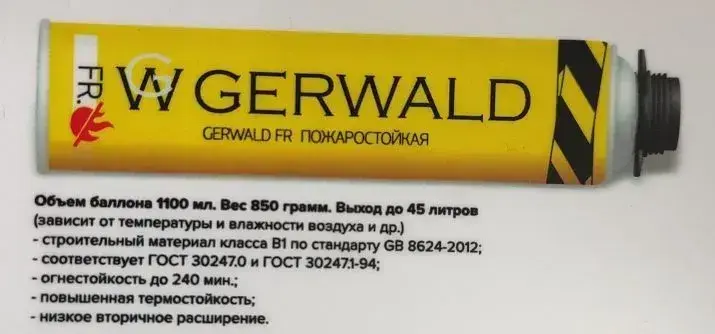 FR.
GERWALD
GERWALD FR ПОЖАРОСТОЙКАЯ
Объем баллона 1100 мл. Вес 850 грамм. Выход до 45 литров
(зависит от температуры и влажности воздуха и др.)
- строительный материал класса B1 по стандарту GB 8624-2012;
- соответствует ГОСТ 30247.0 и ГОСТ 30247.1-94;
- огнестойкость до 240 мин.;
- повышенная термостойкость;
- низкое вторичное расширение.